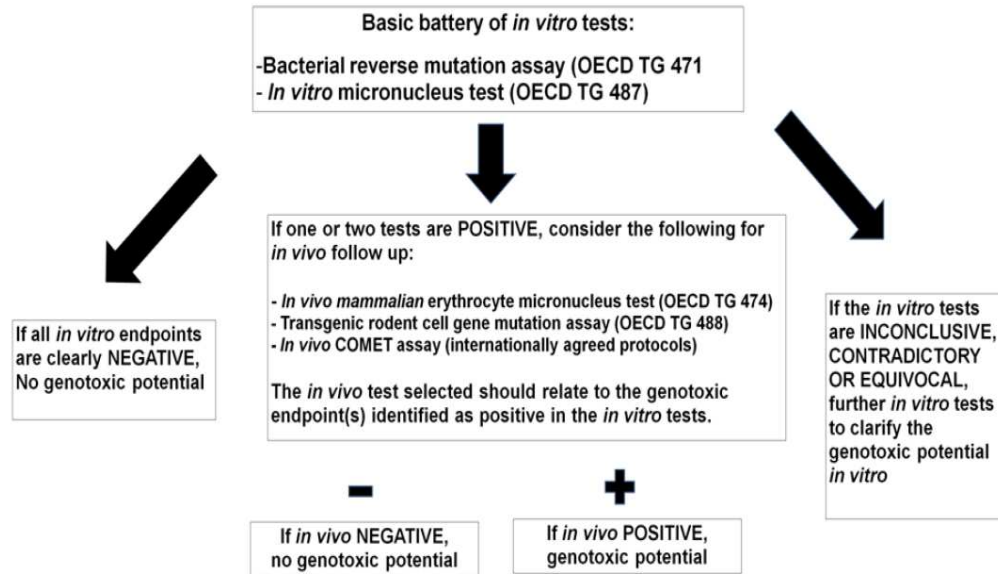 Basic battery of in vitro tests:
-Bacterial reverse mutation assay (OECD TG 471
- In vitro micronucleus test (OECD TG 487)
If all in vitro endpoints
are clearly NEGATIVE,
No genotoxic potential
If one or two tests are POSITIVE, consider the following for
in vivo follow up:
- In vivo mammalian erythrocyte micronucleus test (OECD TG 474)
- Transgenic rodent cell gene mutation assay (OECD TG 488)
- In vivo COMET assay (internationally agreed protocols)
The in vivo test selected should relate to the genotoxic
endpoint(s) identified as positive in the in vitro tests.
If the in vitro tests
are INCONCLUSIVE,
CONTRADICTORY
OR EQUIVOCAL,
further in vitro tests
to clarify the
genotoxic potential
in vitro
-
+
If in vivo NEGATIVE,
no genotoxic potential
If in vivo POSITIVE,
genotoxic potential